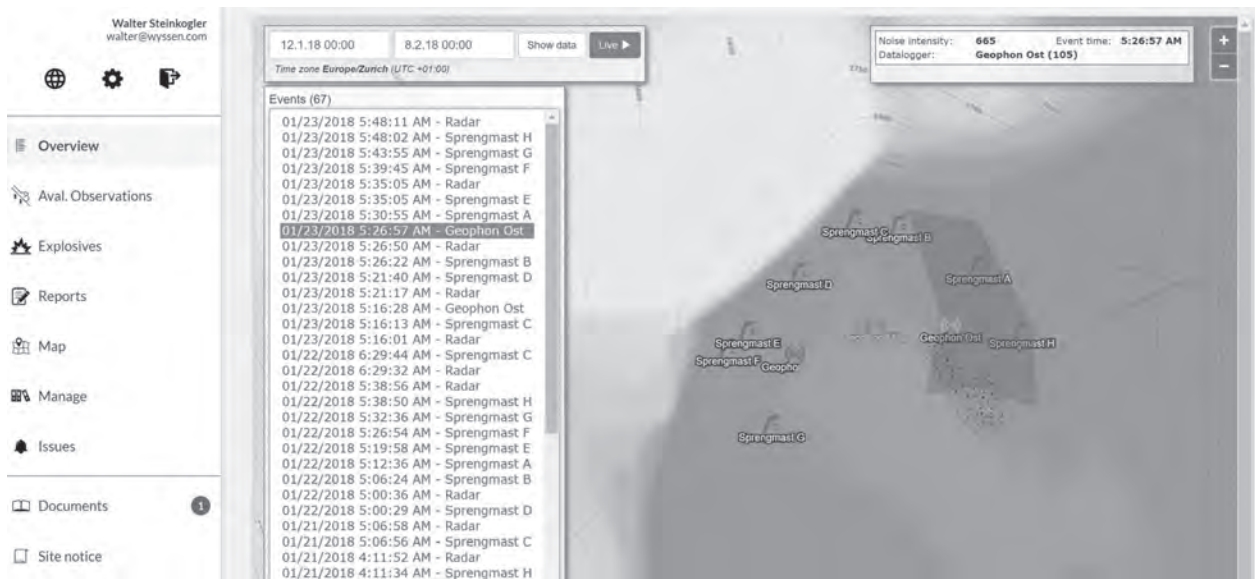 Walter Steinkogler
walter@wyssen.com
Overview
Aval. Observations
Explosives
Reports
Map
Manage
Issues
Documents 1
Site notice
12.1.18 00:00 8.2.18 00:00 Show data Live
Time zone Europe/Zurich (UTC +01:00)
Events (67)
01/23/2018 5:48:11 AM - Radar
01/23/2018 5:48:02 AM - Sprengmast H
01/23/2018 5:43:55 AM - Sprengmast G
01/23/2018 5:39:45 AM - Sprengmast F
01/23/2018 5:35:05 AM - Radar
01/23/2018 5:35:05 AM - Sprengmast E
01/23/2018 5:30:55 AM - Sprengmast A
01/23/2018 5:26:57 AM - Geophon Ost
01/23/2018 5:26:50 AM - Radar
01/23/2018 5:26:22 AM - Sprengmast B
01/23/2018 5:21:40 AM - Sprengmast D
01/23/2018 5:21:17 AM - Radar
01/23/2018 5:16:28 AM - Geophon Ost
01/23/2018 5:16:13 AM - Sprengmast C
01/23/2018 5:16:01 AM - Radar
01/22/2018 6:29:44 AM - Sprengmast C
01/22/2018 6:29:32 AM - Radar
01/22/2018 5:38:56 AM - Radar
01/22/2018 5:38:50 AM - Sprengmast H
01/22/2018 5:32:36 AM - Sprengmast G
01/22/2018 5:26:54 AM - Sprengmast F
01/22/2018 5:19:58 AM - Sprengmast E
01/22/2018 5:12:36 AM - Sprengmast A
01/22/2018 5:06:24 AM - Sprengmast B
01/22/2018 5:00:36 AM - Radar
01/22/2018 5:00:29 AM - Sprengmast D
01/21/2018 5:06:58 AM - Radar
01/21/2018 5:06:56 AM - Sprengmast C
01/21/2018 4:11:52 AM - Radar
01/21/2018 4:11:34 AM - Sprengmast H
Noise intensity: 665 Event time: 5:26:57 AM
Datalogger: Geophon Ost (105)
+
−
Sprengmast C
Sprengmast B
Sprengmast D
Sprengmast A
Sprengmast E
Geophon Ost
Sprengmast H
Sprengmast F
Geopho
Sprengmast G